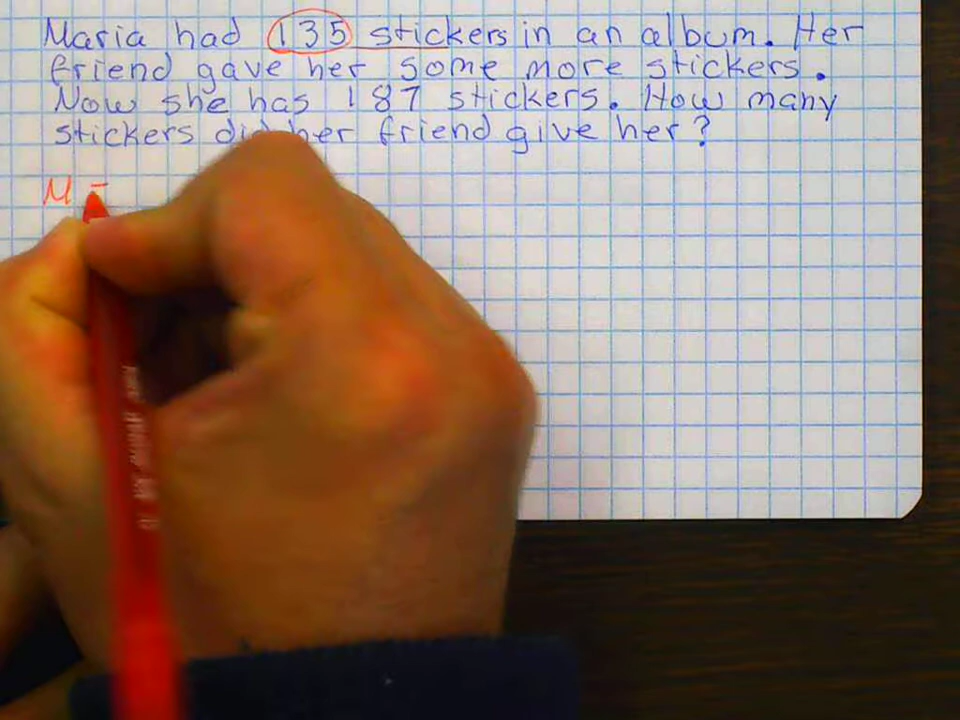 Maria had 135 stickers in an album. Her
friend gave her some more stickers.
Now she has 187 stickers. How many
stickers did her friend give her?
M -